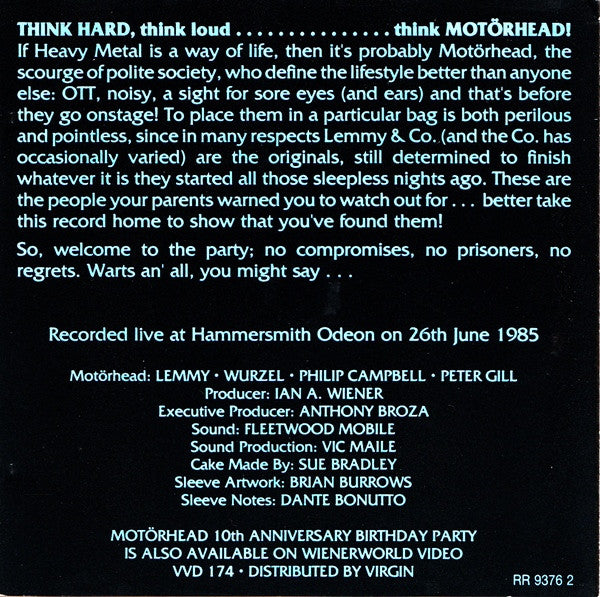 THINK HARD, think loud . . . . . . . . . . . . . . . think MOTÖRHEAD!
If Heavy Metal is a way of life, then it's probably Motörhead, the
scourge of polite society, who define the lifestyle better than anyone
else: OTT, noisy, a sight for sore eyes (and ears) and that's before
they go onstage! To place them in a particular bag is both perilous
and pointless, since in many respects Lemmy & Co. (and the Co. has
occasionally varied) are the originals, still determined to finish
whatever it is they started all those sleepless nights ago. These are
the people your parents warned you to watch out for . . . better take
this record home to show that you've found them!
So, welcome to the party; no compromises, no prisoners, no
regrets. Warts an' all, you might say . . .
Recorded live at Hammersmith Odeon on 26th June 1985
Motörhead: LEMMY • WURZEL • PHILIP CAMPBELL • PETER GILL
Producer: IAN A. WIENER
Executive Producer: ANTHONY BROZA
Sound: FLEETWOOD MOBILE
Sound Production: VIC MAILE
Cake Made By: SUE BRADLEY
Sleeve Artwork: BRIAN BURROWS
Sleeve Notes: DANTE BONUTTO
MOTÖRHEAD 10th ANNIVERSARY BIRTHDAY PARTY
IS ALSO AVAILABLE ON WIENERWORLD VIDEO
VVD 174 • DISTRIBUTED BY VIRGIN
RR 9376 2